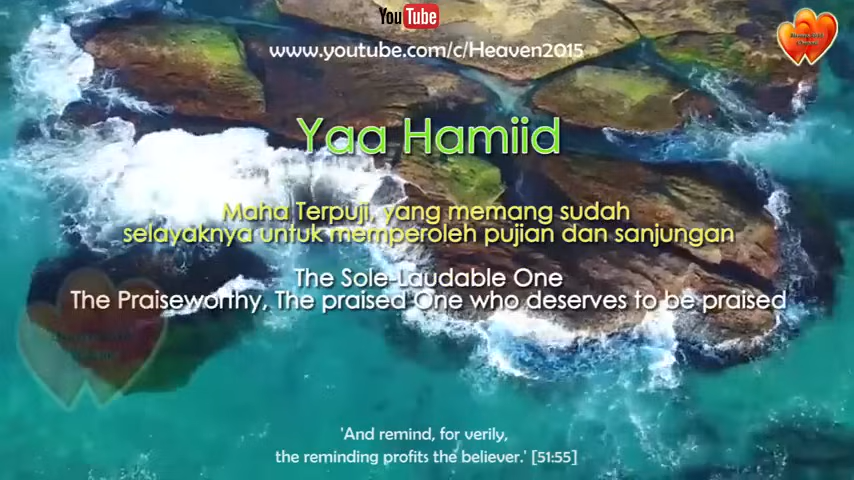 YouTube
www.youtube.com/c/Heaven2015
Yaa Hamiid
Maha Terpuji, yang memang sudah
selayaknya untuk memperoleh pujian dan sanjungan
The Sole-Laudable One
The Praiseworthy, The praised One who deserves to be praised
'And remind, for verily,
the reminding profits the believer.' [51:55]